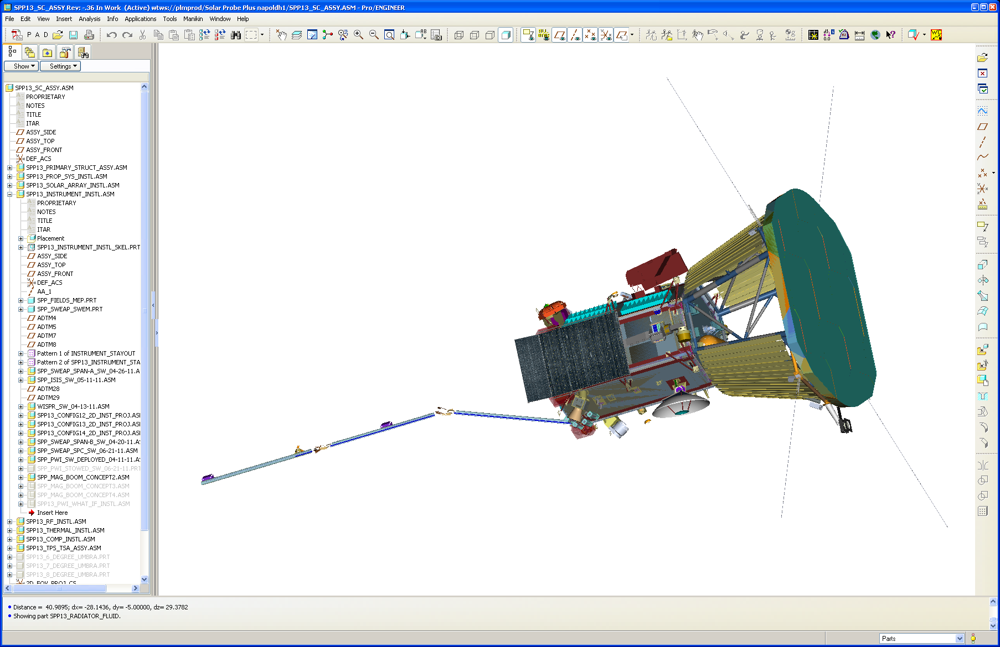 SPP13_SC_ASSY Rev: -.36 In Work (Active) wtws://plmprod/Solar Probe Plus napoldh1/SPP13_SC_ASSY.ASM - Pro/ENGINEER
File Edit View Insert Analysis Info Applications Tools Manikin Window Help
P A D
Show Settings
SPP13_SC_ASSY.ASM
PROPRIETARY
NOTES
TITLE
ITAR
ASSY_SIDE
ASSY_TOP
ASSY_FRONT
DEF_ACS
SPP13_PRIMARY_STRUCT_ASSY.ASM
SPP13_PROP_SYS_INSTL.ASM
SPP13_SOLAR_ARRAY_INSTL.ASM
SPP13_INSTRUMENT_INSTL.ASM
PROPRIETARY
NOTES
TITLE
ITAR
Placement
SPP13_INSTRUMENT_INSTL_SKEL.PRT
ASSY_SIDE
ASSY_TOP
ASSY_FRONT
DEF_ACS
AA_1
SPP_FIELDS_MEP.PRT
SPP_SWEAP_SWEM.PRT
ADTM4
ADTM5
ADTM7
ADTM8
Pattern 1 of INSTRUMENT_STAYOUT
Pattern 2 of SPP13_INSTRUMENT_STA
SPP_SWEAP_SPAN-A_SW_04-26-11.A
SPP_ISIS_SW_05-11-11.ASM
ADTM28
ADTM29
WISPR_SW_04-13-11.ASM
SPP13_CONFIG12_2D_INST_PROJ.ASM
SPP13_CONFIG13_2D_INST_PROJ.ASM
SPP13_CONFIG14_2D_INST_PROJ.ASM
SPP_SWEAP_SPAN-B_SW_04-20-11.AS
SPP_SWEAP_SPC_SW_06-21-11.ASM
SPP_PWI_SW_DEPLOYED_04-11-11.AS
SPP_PWI_STOWED_SW_06-21-11.PRT
SPP_MAG_BOOM_CONCEPT2.ASM
SPP_MAG_BOOM_CONCEPT3.ASM
SPP_MAG_BOOM_CONCEPT4.ASM
SPP13_PWI_WHAT_IF_INSTL.ASM
Insert Here
SPP13_RF_INSTL.ASM
SPP13_THERMAL_INSTL.ASM
SPP13_COMP_INSTL.ASM
SPP13_TPS_TSA_ASSY.ASM
SPP13_6_DEGREE_UMBRA.PRT
SPP13_7_DEGREE_UMBRA.PRT
SPP13_8_DEGREE_UMBRA.PRT
2D_FOV_PROJ_CS
Distance = 40.9895; dx= -28.1436, dy= -5.00000, dz= 29.3782
Showing part SPP13_RADIATOR_FLUID.
Parts